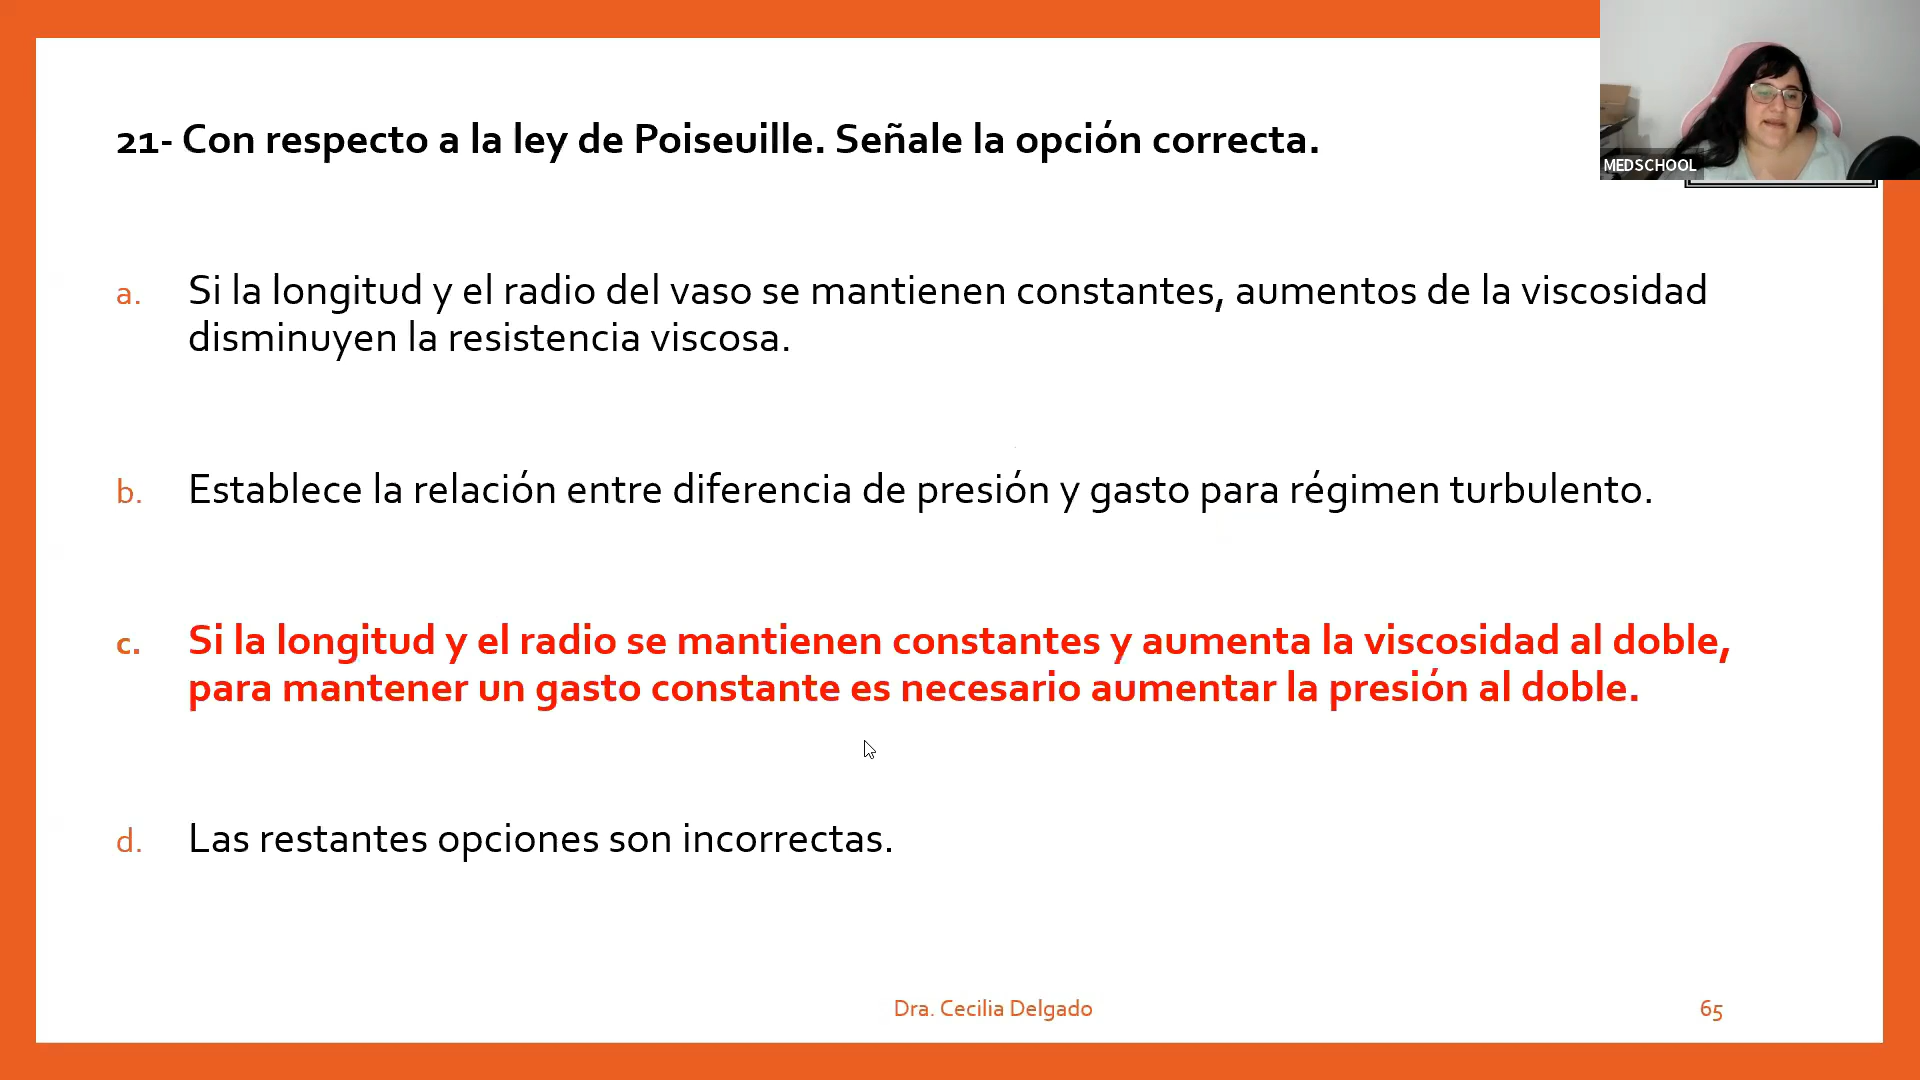 MEDSCHOOL
21- Con respecto a la ley de Poiseuille. Señale la opción correcta.
a. Si la longitud y el radio del vaso se mantienen constantes, aumentos de la viscosidad
disminuyen la resistencia viscosa.
b. Establece la relación entre diferencia de presión y gasto para régimen turbulento.
c. Si la longitud y el radio se mantienen constantes y aumenta la viscosidad al doble,
para mantener un gasto constante es necesario aumentar la presión al doble.
d. Las restantes opciones son incorrectas.
Dra. Cecilia Delgado
65